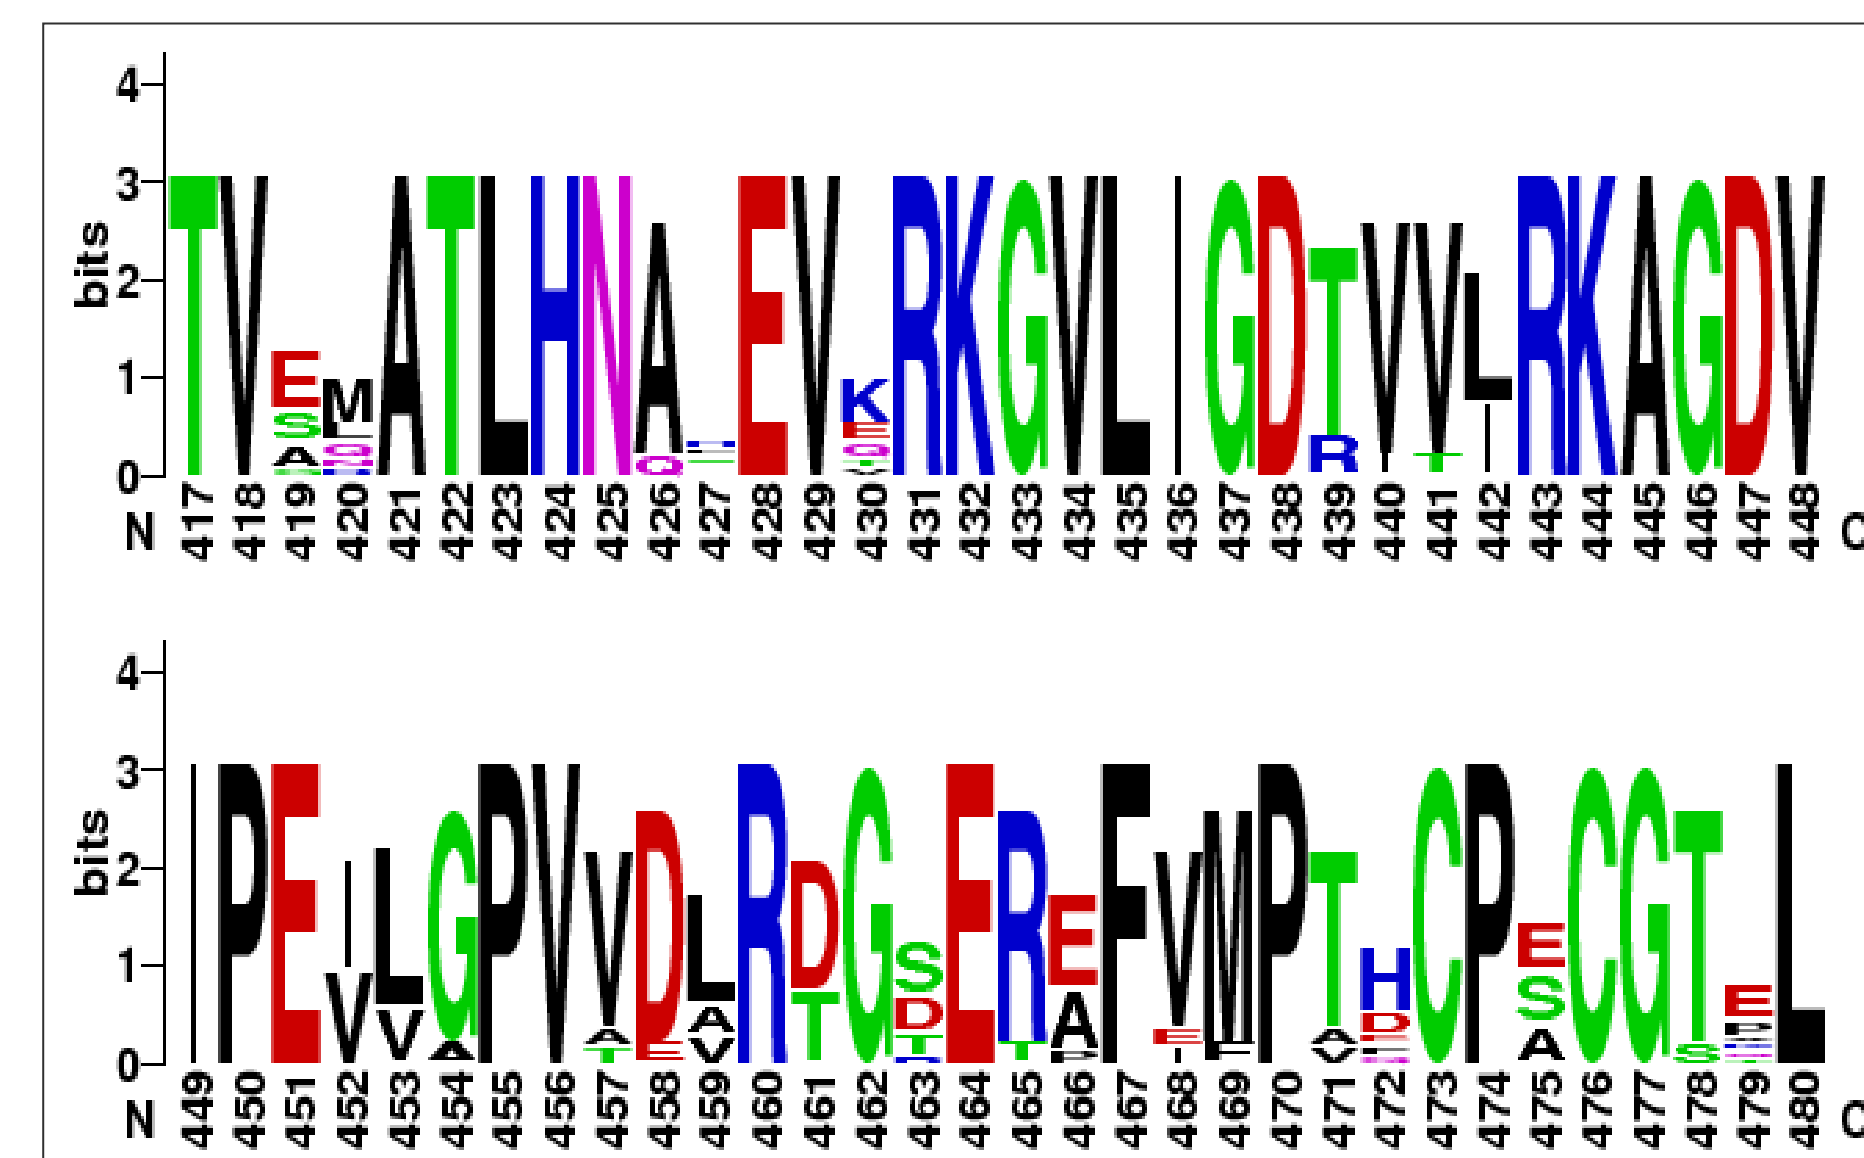 4
3
2
1
0
bits
TVEMATLHNA EVKRKGVLIGDTVVLRKAGDV
S
A Q R I
N 417 418 419 420 421 422 423 424 425 426 427 428 429 430 431 432 433 434 435 436 437 438 439 440 441 442 443 444 445 446 447 448 C
4
3
2
1
0
bits
IPEILGPVVDLRDGSEREFVMPTHCPECGTEL
V V A A E A T D A S S
N 449 450 451 452 453 454 455 456 457 458 459 460 461 462 463 464 465 466 467 468 469 470 471 472 473 474 475 476 477 478 479 480 C